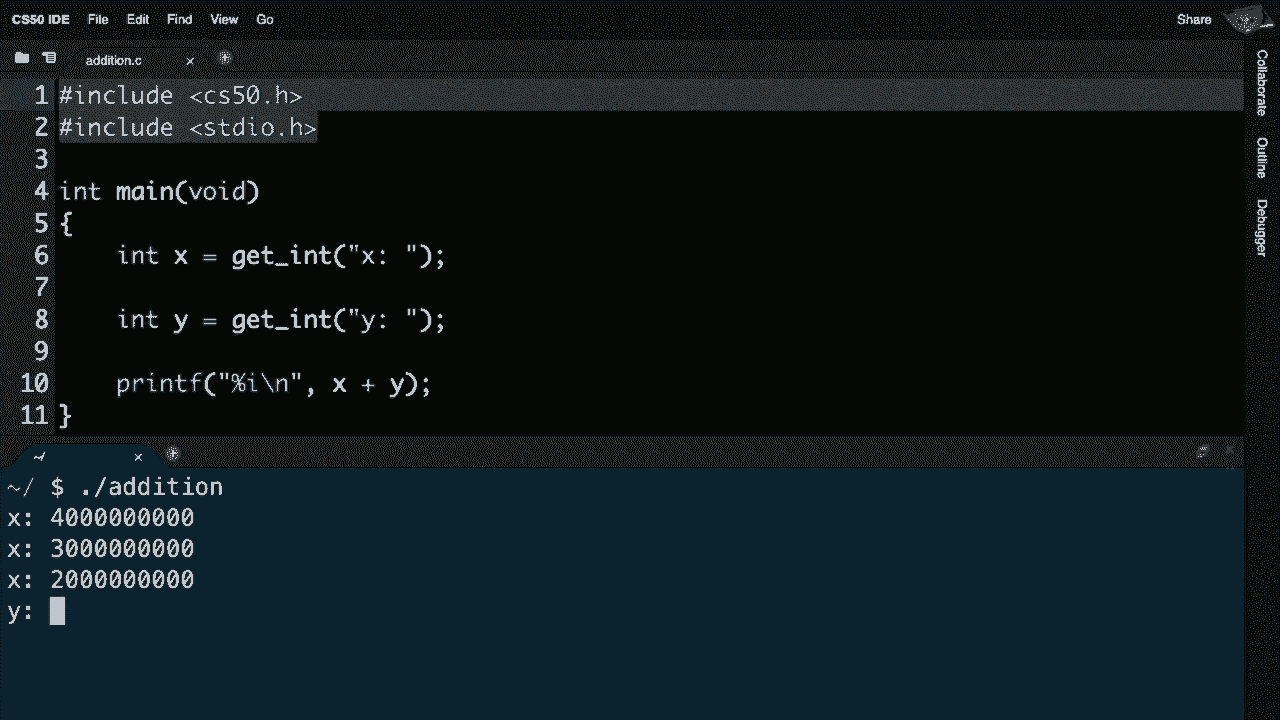 CS50 IDE File Edit Find View Go Share
addition.c ×
1 #include <cs50.h>
2 #include <stdio.h>
3
4 int main(void)
5 {
6     int x = get_int("x: ");
7
8     int y = get_int("y: ");
9
10     printf("%i\n", x + y);
11 }
Collaborate
Outline
Debugger
~/ $ ./addition
x: 4000000000
x: 3000000000
x: 2000000000
y: